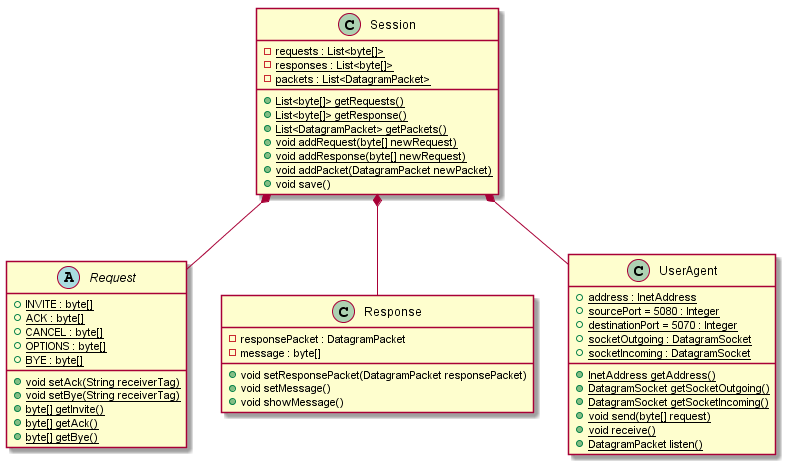 C Session
requests : List<byte[]>
responses : List<byte[]>
packets : List<DatagramPacket>
List<byte[]> getRequests()
List<byte[]> getResponse()
List<DatagramPacket> getPackets()
void addRequest(byte[] newRequest)
void addResponse(byte[] newRequest)
void addPacket(DatagramPacket newPacket)
void save()
A Request
INVITE : byte[]
ACK : byte[]
CANCEL : byte[]
OPTIONS : byte[]
BYE : byte[]
void setAck(String receiverTag)
void setBye(String receiverTag)
byte[] getInvite()
byte[] getAck()
byte[] getBye()
C Response
responsePacket : DatagramPacket
message : byte[]
void setResponsePacket(DatagramPacket responsePacket)
void setMessage()
void showMessage()
C UserAgent
address : InetAddress
sourcePort = 5080 : Integer
destinationPort = 5070 : Integer
socketOutgoing : DatagramSocket
socketIncoming : DatagramSocket
InetAddress getAddress()
DatagramSocket getSocketOutgoing()
DatagramSocket getSocketIncoming()
void send(byte[] request)
void receive()
DatagramPacket listen()